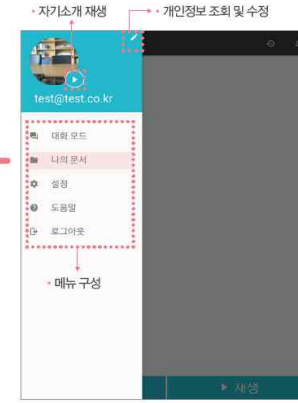 • 자기소개 재생
• 개인정보 조회 및 수정
test@test.co.kr
대화 모드
나의 문서
설정
도움말
로그아웃
• 메뉴 구성
▶ 재생